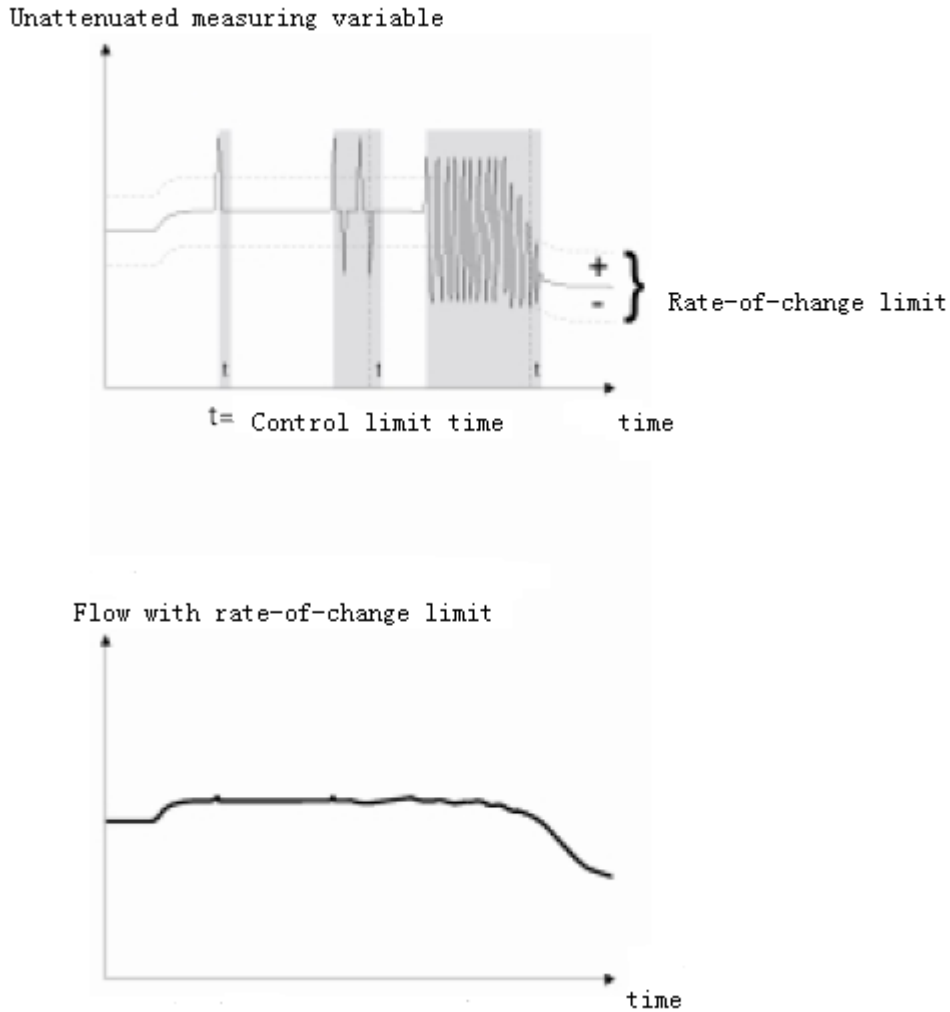 Unattenuated measuring variable
+
-
Rate-of-change limit
t t t
t= Control limit time
time
Flow with rate-of-change limit
time